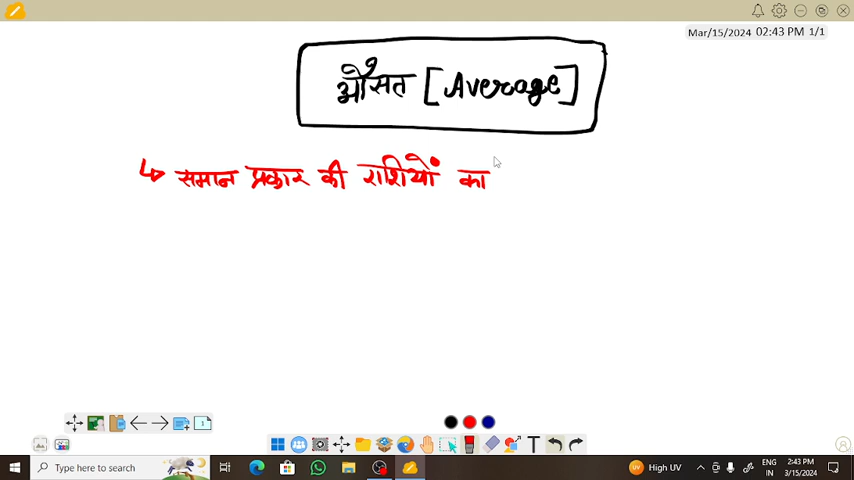 Mar/15/2024 02:43 PM 1/1
औसत [Average]
↳ समान प्रकार की राशियों का
T
Type here to search
High UV
ENG
IN
2:43 PM
3/15/2024